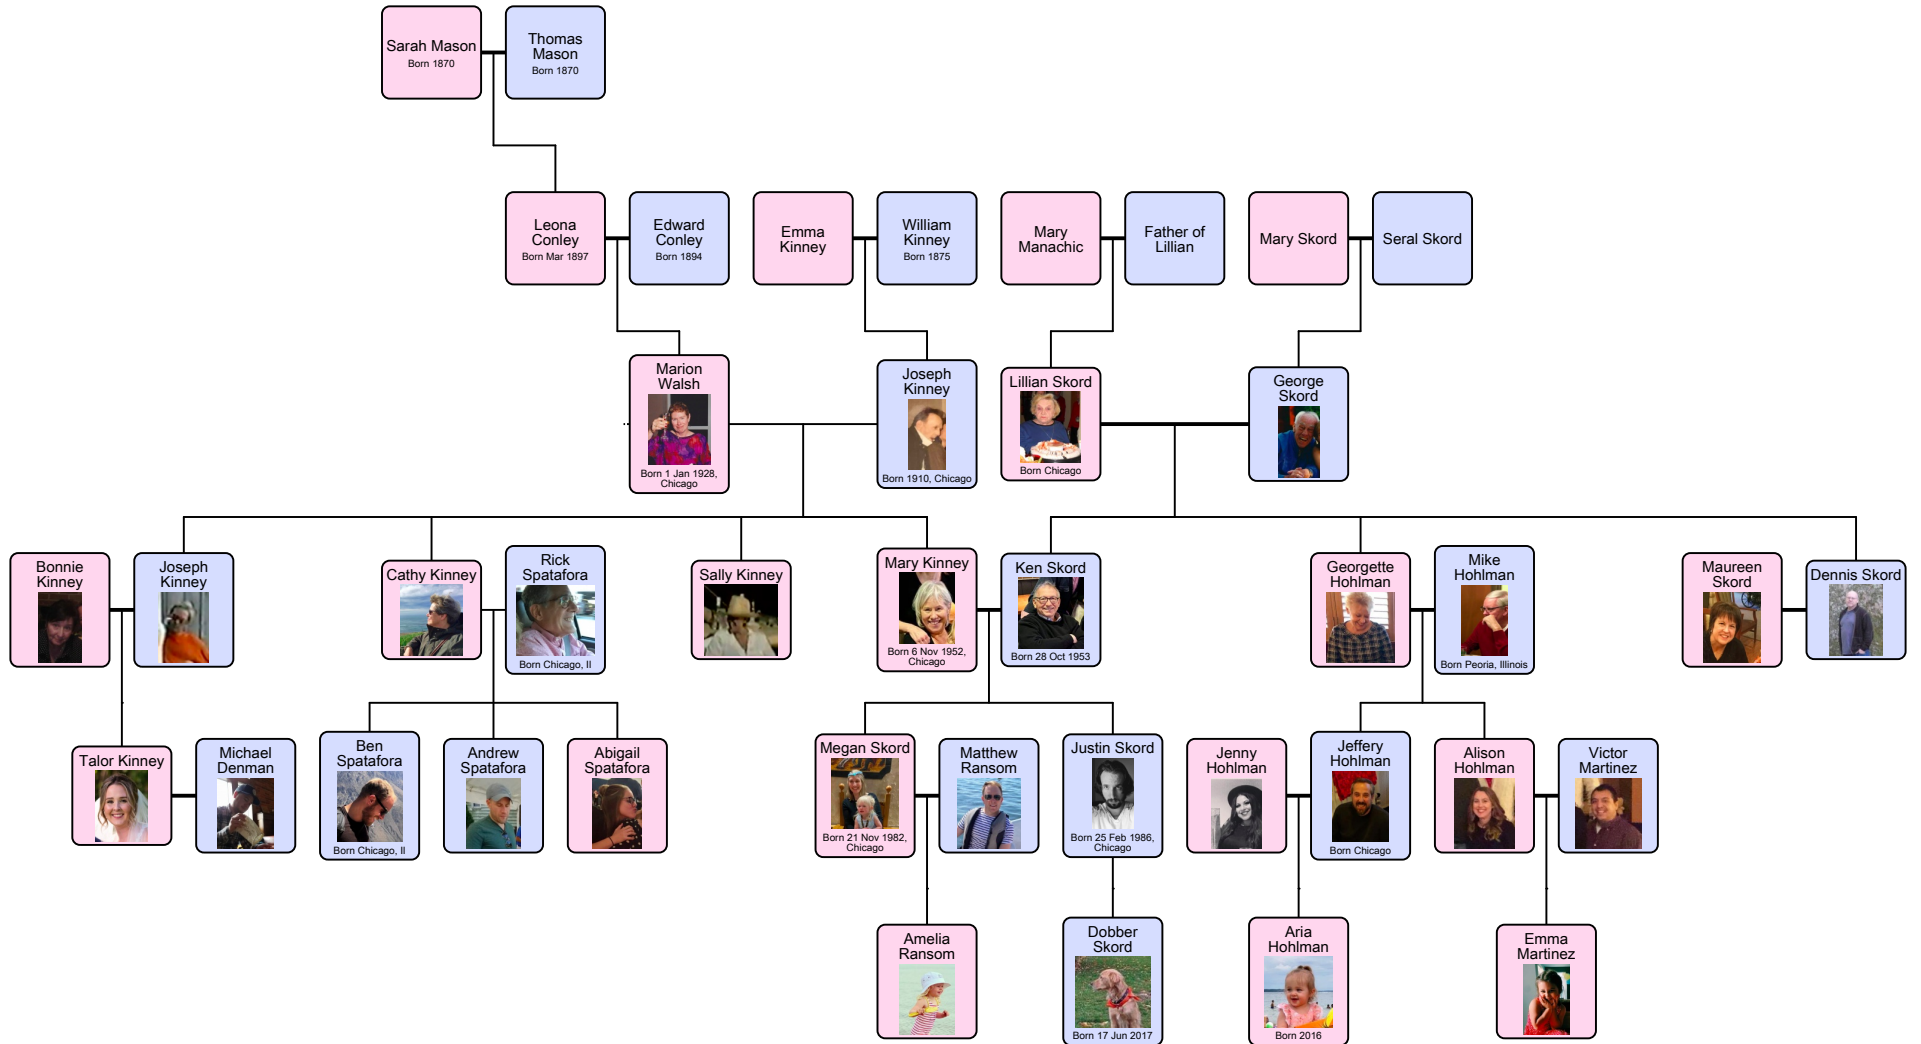 Sarah Mason
Born 1870
Thomas
Mason
Born 1870
Leona
Conley
Born Mar 1897
Edward
Conley
Born 1894
Emma
Kinney
William
Kinney
Born 1875
Mary
Manachic
Father of
Lillian
Mary Skord
Seral Skord
Marion
Walsh
Born 1 Jan 1928,
Chicago
Joseph
Kinney
Born 1910, Chicago
Lillian Skord
Born Chicago
George
Skord
Bonnie
Kinney
Joseph
Kinney
Cathy Kinney
Rick
Spatafora
Born Chicago, Il
Sally Kinney
Mary Kinney
Born 6 Nov 1952,
Chicago
Ken Skord
Born 28 Oct 1953
Georgette
Hohlman
Mike
Hohlman
Born Peoria, Illinois
Maureen
Skord
Dennis Skord
Talor Kinney
Michael
Denman
Ben
Spatafora
Born Chicago, Il
Andrew
Spatafora
Abigail
Spatafora
Megan Skord
Born 21 Nov 1982,
Chicago
Matthew
Ransom
Justin Skord
Born 25 Feb 1986,
Chicago
Jenny
Hohlman
Jeffery
Hohlman
Born Chicago
Alison
Hohlman
Victor
Martinez
Amelia
Ransom
Dobber
Skord
Born 17 Jun 2017
Aria
Hohlman
Born 2016
Emma
Martinez